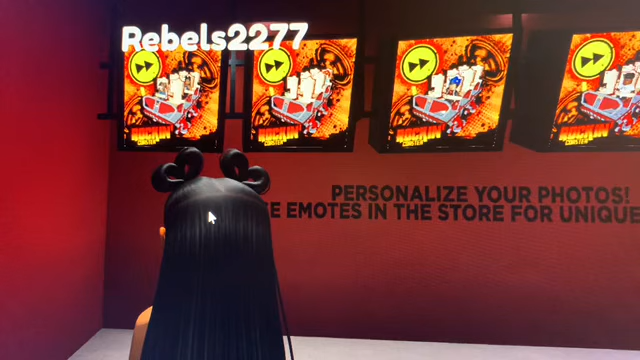 Rebels2277
PERSONALIZE YOUR PHOTOS!
E EMOTES IN THE STORE FOR UNIQUE